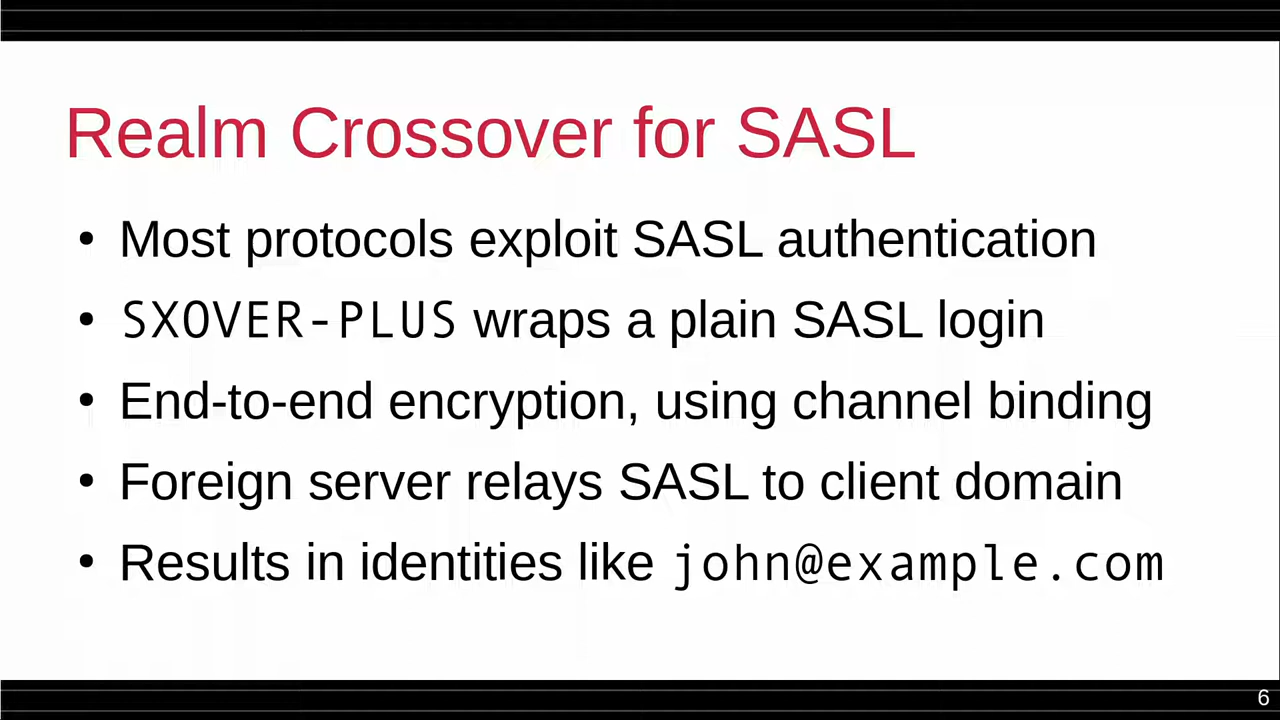 Realm Crossover for SASL
• Most protocols exploit SASL authentication
• SXOVER-PLUS wraps a plain SASL login
• End-to-end encryption, using channel binding
• Foreign server relays SASL to client domain
• Results in identities like john@example.com
6